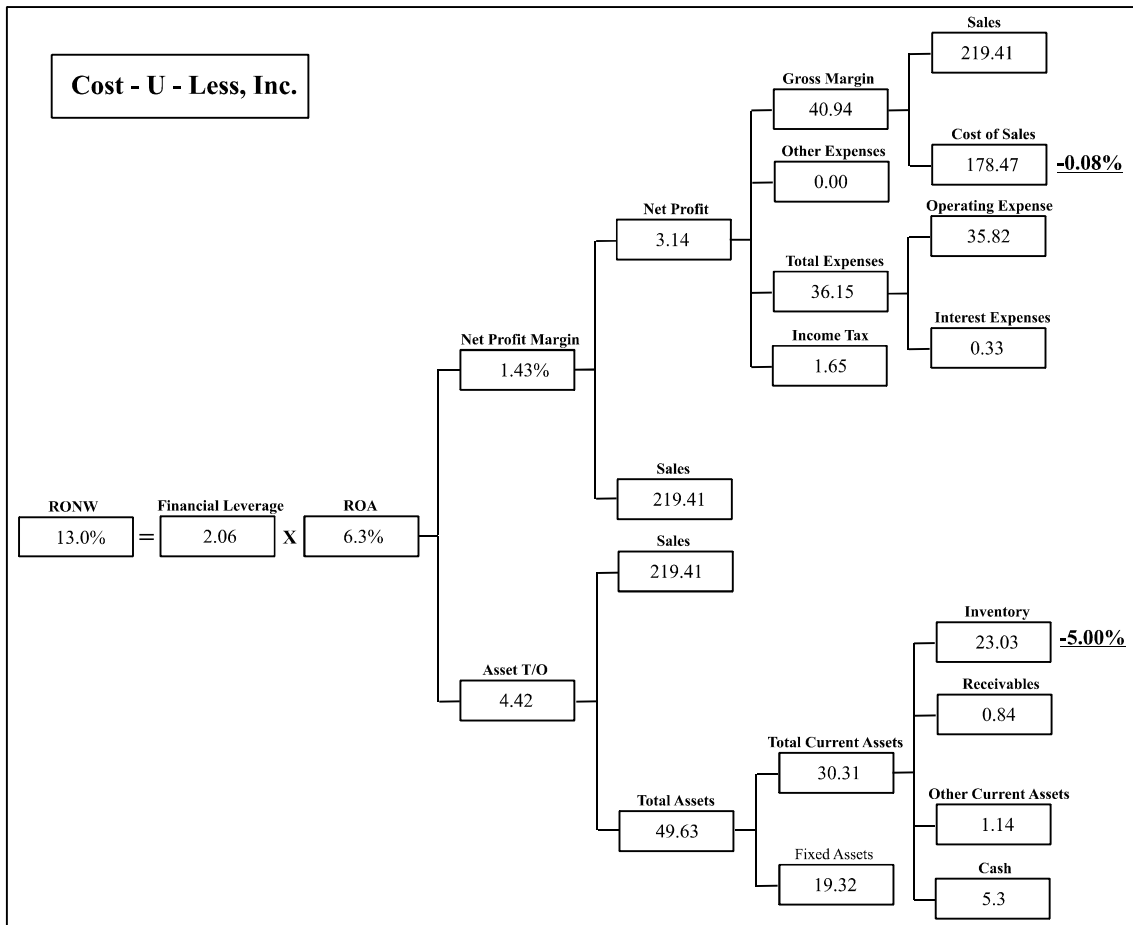 Cost - U - Less, Inc.
Sales
219.41
Gross Margin
40.94
Cost of Sales
178.47
-0.08%
Other Expenses
0.00
Net Profit
3.14
Operating Expense
35.82
Total Expenses
36.15
Interest Expenses
0.33
Income Tax
1.65
Net Profit Margin
1.43%
Sales
219.41
RONW
13.0%
=
Financial Leverage
2.06
X
ROA
6.3%
Sales
219.41
Asset T/O
4.42
Inventory
23.03
-5.00%
Receivables
0.84
Total Current Assets
30.31
Other Current Assets
1.14
Total Assets
49.63
Fixed Assets
19.32
Cash
5.3